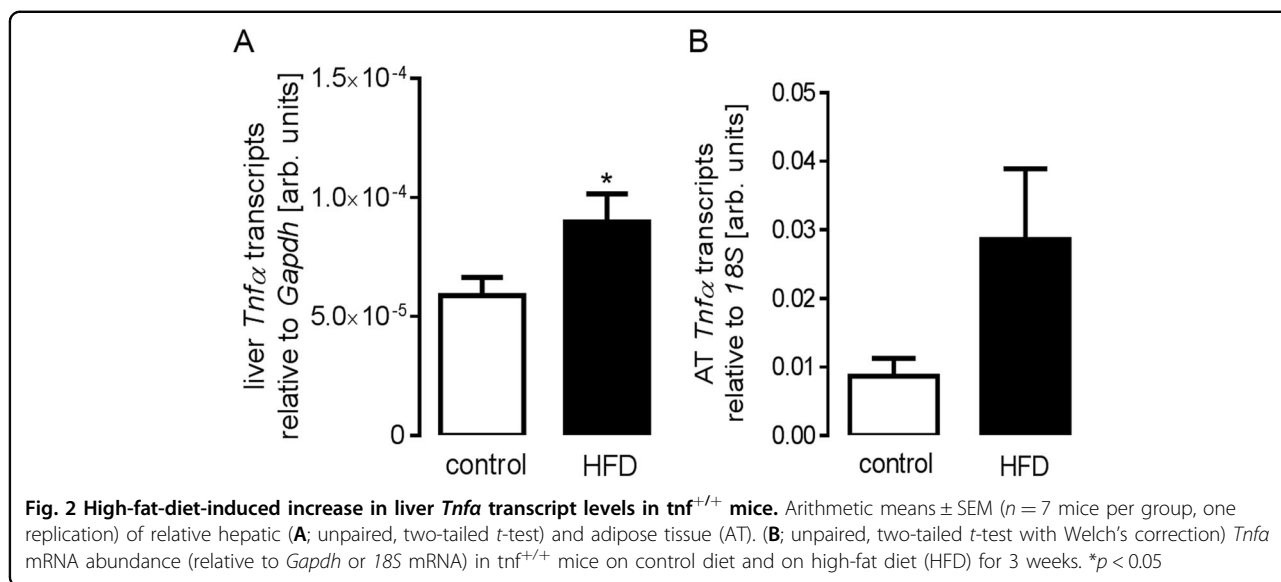 A
liver Tnfα transcripts
relative to Gapdh [arb. units]
1.5×10⁻⁴
1.0×10⁻⁴
5.0×10⁻⁵
0
*
control
HFD
B
AT Tnfα transcripts
relative to 18S [arb. units]
0.05
0.04
0.03
0.02
0.01
0.00
control
HFD
Fig. 2 High-fat-diet-induced increase in liver Tnfα transcript levels in tnf⁺/⁺ mice. Arithmetic means ± SEM (n = 7 mice per group, one
replication) of relative hepatic (A; unpaired, two-tailed t-test) and adipose tissue (AT). (B; unpaired, two-tailed t-test with Welch's correction) Tnfα
mRNA abundance (relative to Gapdh or 18S mRNA) in tnf⁺/⁺ mice on control diet and on high-fat diet (HFD) for 3 weeks. *p < 0.05